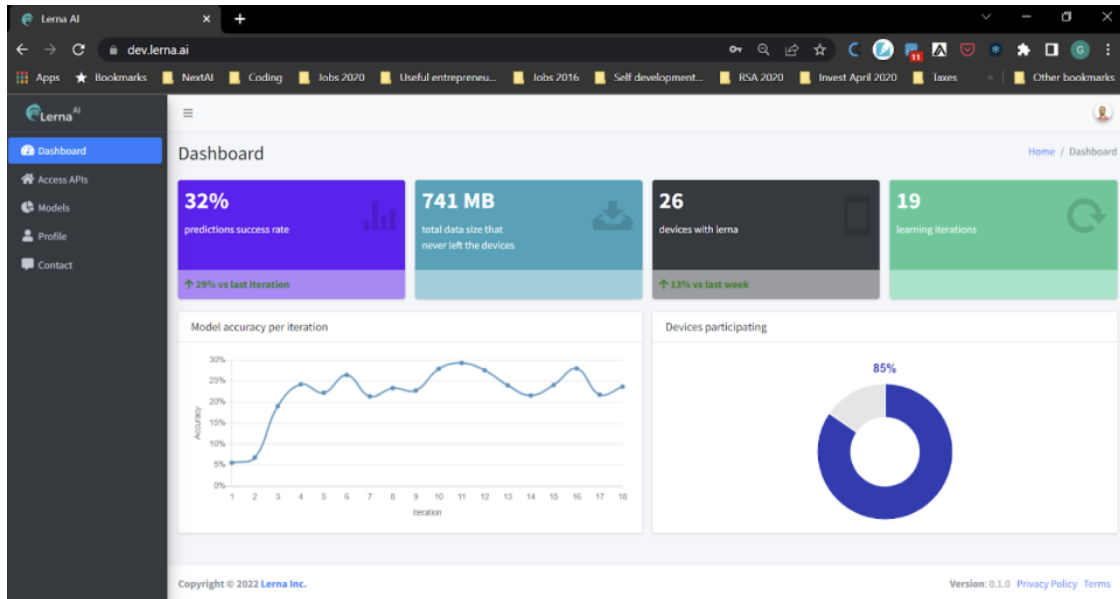 Lerna AI
dev.lerna.ai
11
G
Apps Bookmarks NextAI Coding Jobs 2020 Useful entrepreneu... Jobs 2016 Self development... RSA 2020 Invest April 2020 Taxes » Other bookmarks
Lerna AI
Dashboard
Access APIs
Models
Profile
Contact
Dashboard
Home / Dashboard
32%
predictions success rate
29% vs last iteration
741 MB
total data size that
never left the devices
26
devices with lerna
13% vs last week
19
learning iterations
Model accuracy per iteration
30%
25%
20%
15%
10%
5%
0%
Accuracy
1 2 3 4 5 6 7 8 9 10 11 12 13 14 15 16 17 18
Iteration
Devices participating
85%
Copyright © 2022 Lerna Inc.
Version: 0.1.0 Privacy Policy Terms